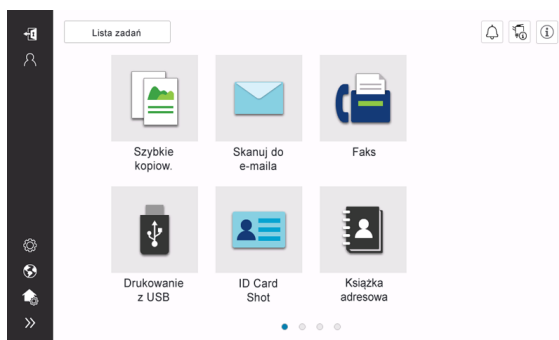 Lista zadań
Szybkie
kopiow.
Skanuj do
e-maila
Faks
Drukowanie
z USB
ID Card
Shot
Książka
adresowa